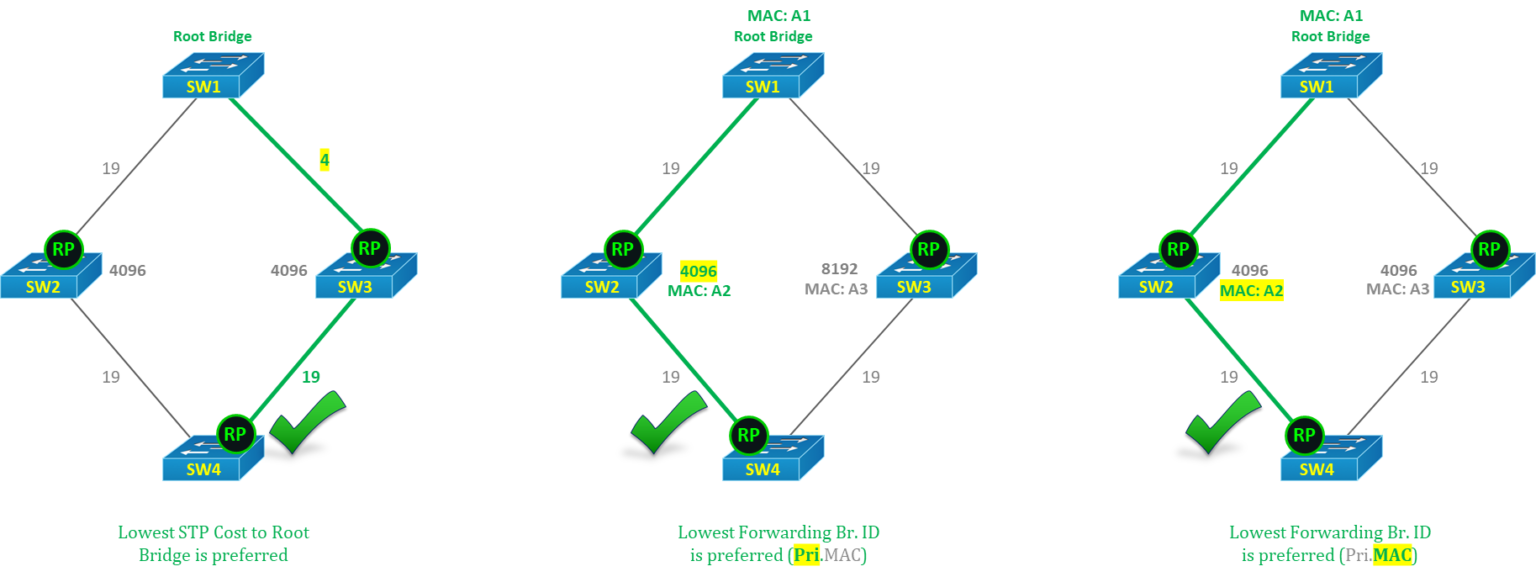 Root Bridge
SW1
19
4
RP
RP
4096
4096
SW2
SW3
19
19
RP
SW4
Lowest STP Cost to Root
Bridge is preferred
MAC: A1
Root Bridge
SW1
19
19
RP
RP
4096
8192
MAC: A2
MAC: A3
SW2
SW3
19
19
RP
SW4
Lowest Forwarding Br. ID
is preferred (Pri.MAC)
MAC: A1
Root Bridge
SW1
19
19
RP
RP
4096
4096
MAC: A2
MAC: A3
SW2
SW3
19
19
RP
SW4
Lowest Forwarding Br. ID
is preferred (Pri.MAC)